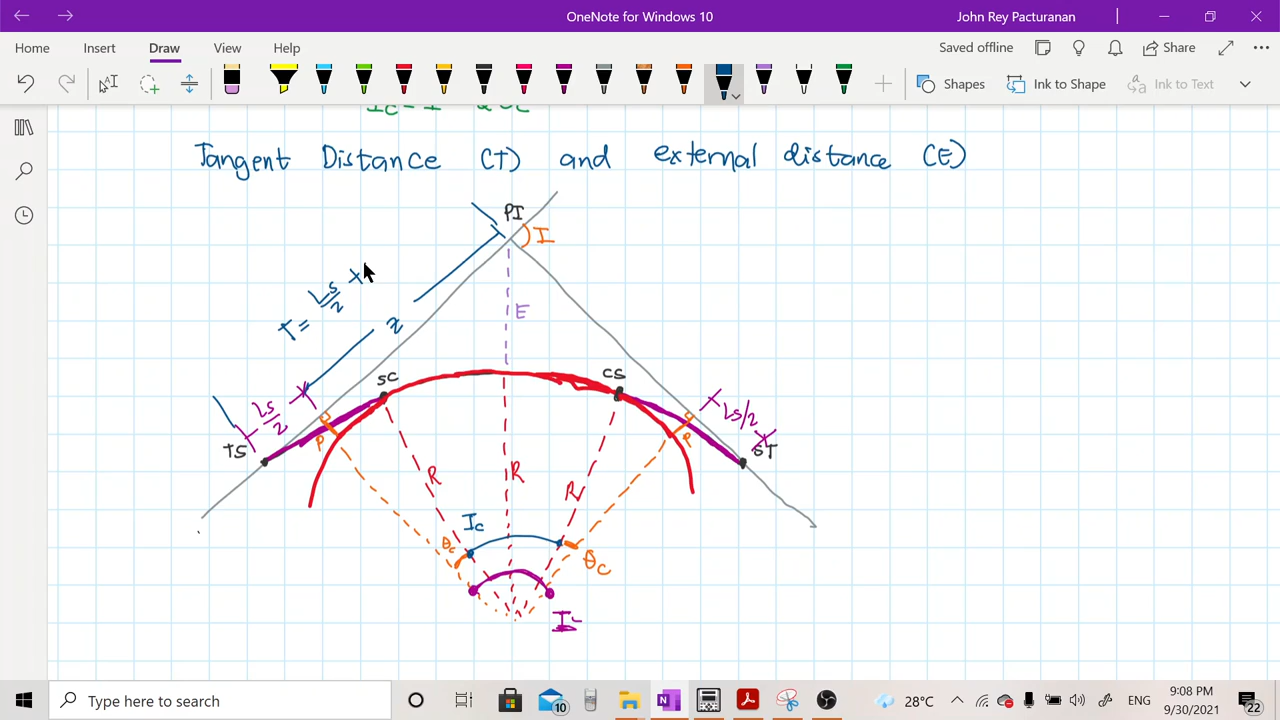 OneNote for Windows 10
John Rey Pacturanan
Home Insert Draw View Help
Saved offline
Share
Shapes
Ink to Shape
Ink to Text
Tangent Distance (T) and external distance (E)
PI
I
T = Ls/2 +
z
E
SC
CS
Ls/2
Ls/2
TS
P
P
ST
R
R
R
Ic
θc
θc
I
Type here to search
10
28°C
ENG
9:08 PM
9/30/2021
22